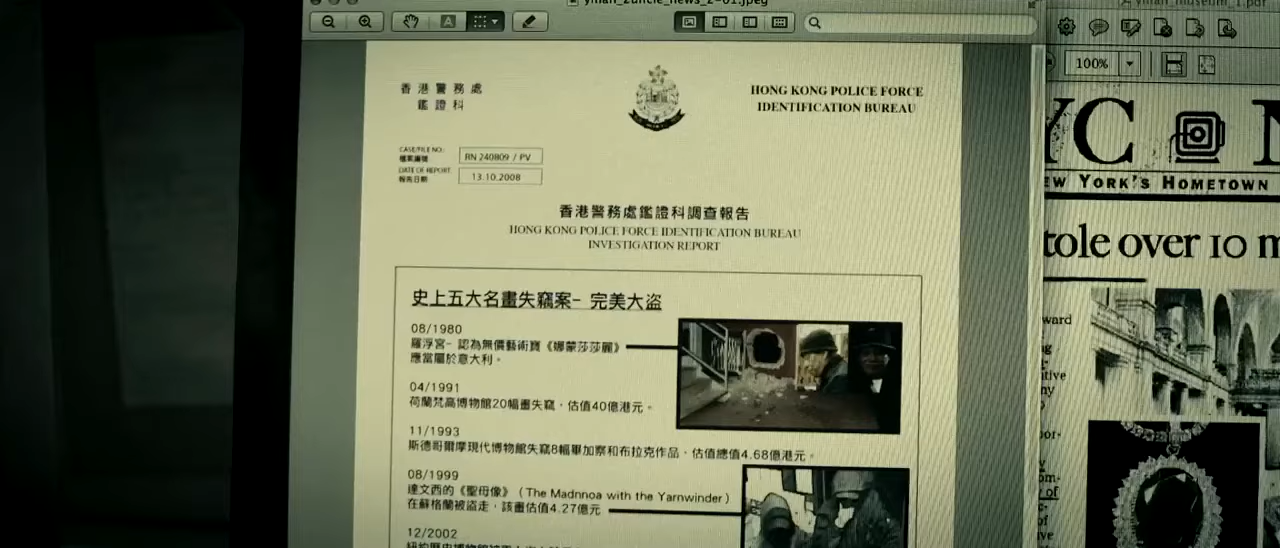 yman_museum_1.pdf
100%
香港警務處
鑑證科
HONG KONG POLICE FORCE
IDENTIFICATION BUREAU
CASE/FILE NO.
檔案編號
RN 240809 / PV
DATE OF REPORT
報告日期
13.10.2008
香港警務處鑑證科調查報告
HONG KONG POLICE FORCE IDENTIFICATION BUREAU
INVESTIGATION REPORT
史上五大名畫失竊案- 完美大盜
08/1980
羅浮宮- 認為無價藝術寶《娜蒙莎莎麗》
應當屬於意大利。
04/1991
荷蘭梵高博物館20幅畫失竊，估值40億港元。
11/1993
斯德哥爾摩現代博物館失竊8幅畢加索和布拉克作品，估值總值4.68億港元。
08/1999
達文西的《聖母像》（The Madnnoa with the Yarnwinder）
在蘇格蘭被盜走，該畫估值4.27億元
12/2002
YC N
EW YORK'S HOMETOWN
tole over 10 m
ward